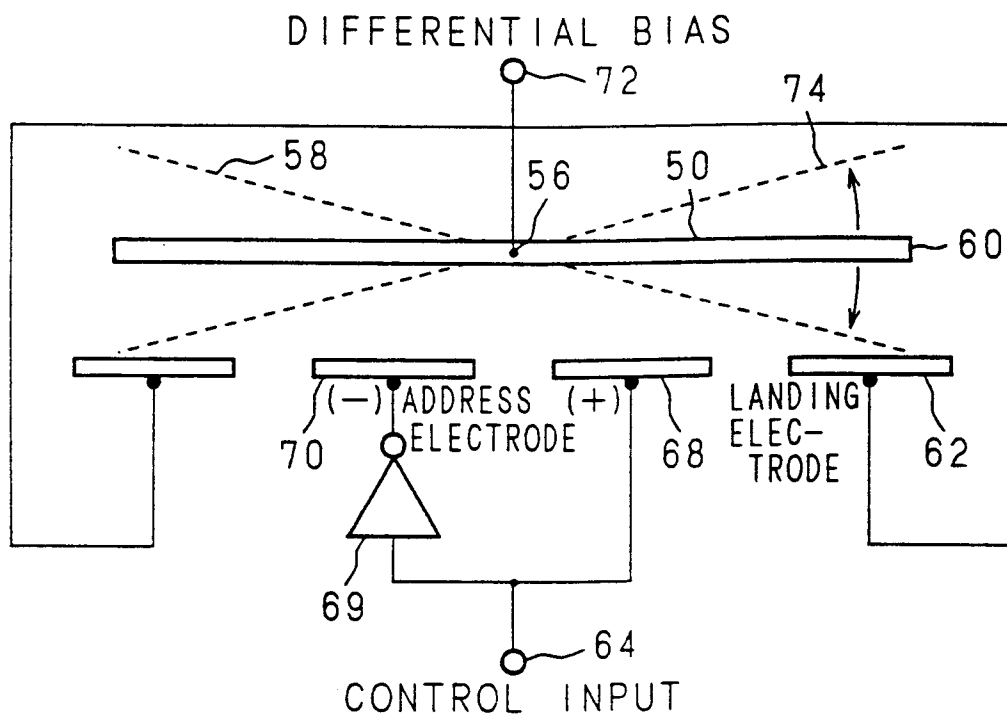 DIFFERENTIAL BIAS
72
74
58
56
50
60
(−) ADDRESS
ELECTRODE
(+)
LANDING
ELEC-
TRODE
70
68
62
69
64
CONTROL INPUT